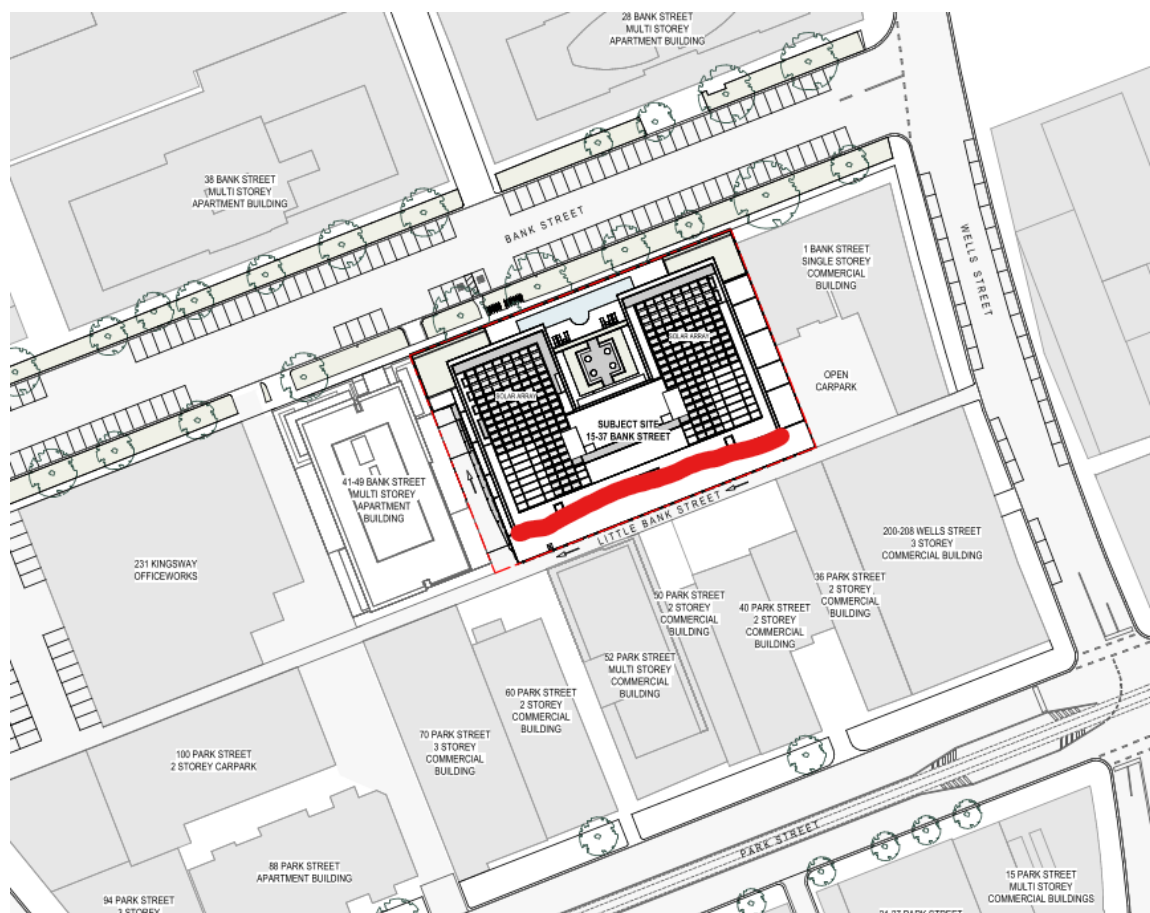 28 BANK STREET
MULTI STOREY
APARTMENT BUILDING
38 BANK STREET
MULTI STOREY
APARTMENT BUILDING
BANK STREET
WELLS STREET
1 BANK STREET
SINGLE STOREY
COMMERCIAL
BUILDING
SOLAR ARRAY
OPEN
CARPARK
SOLAR ARRAY
SUBJECT SITE
15-37 BANK STREET
41-49 BANK STREET
MULTI STOREY
APARTMENT
BUILDING
LITTLE BANK STREET
200-208 WELLS STREET
3 STOREY
COMMERCIAL BUILDING
231 KINGSWAY
OFFICEWORKS
36 PARK STREET
2 STOREY
COMMERCIAL
BUILDING
50 PARK STREET
2 STOREY
COMMERCIAL
BUILDING
40 PARK STREET
2 STOREY
COMMERCIAL
BUILDING
52 PARK STREET
MULTI STOREY
COMMERCIAL
BUILDING
60 PARK STREET
2 STOREY
COMMERCIAL
BUILDING
70 PARK STREET
3 STOREY
COMMERCIAL
BUILDING
100 PARK STREET
2 STOREY CARPARK
PARK STREET
88 PARK STREET
APARTMENT BUILDING
15 PARK STREET
MULTI STOREY
COMMERCIAL BUILDINGS
94 PARK STREET
3 STOREY
PARK STREET